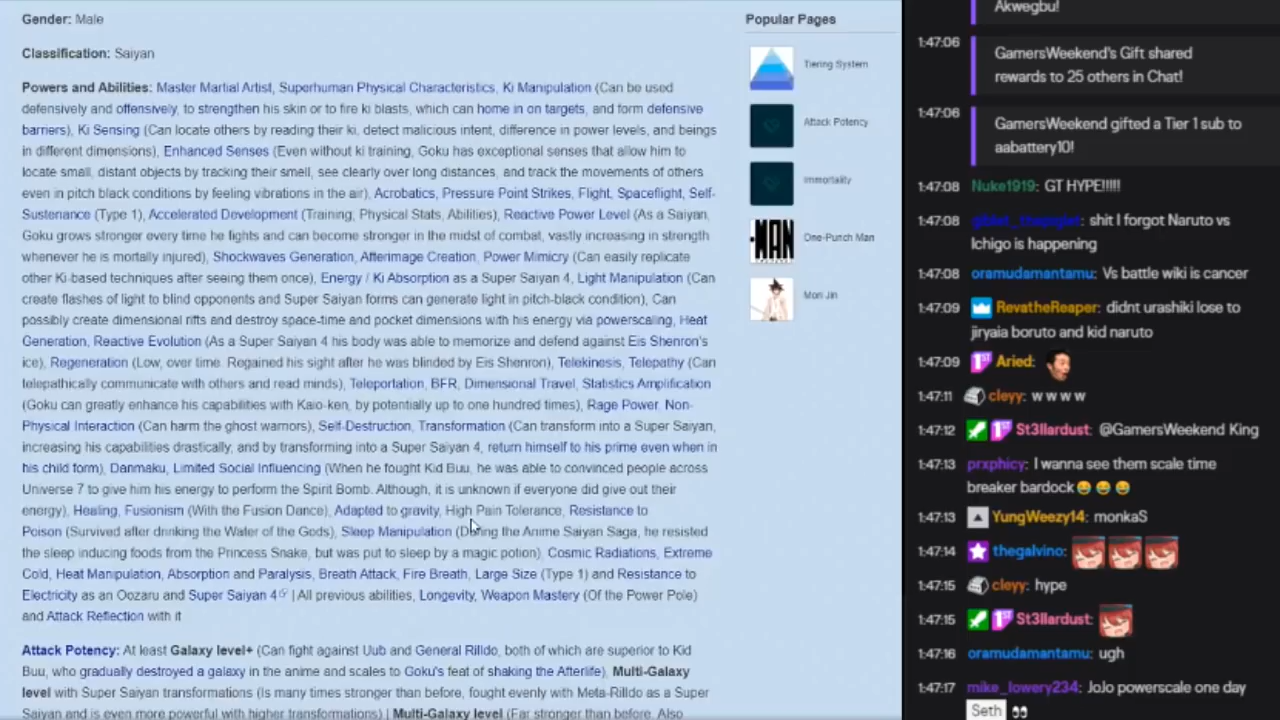 Gender: Male
Classification: Saiyan
Powers and Abilities: Master Martial Artist, Superhuman Physical Characteristics, Ki Manipulation (Can be used
defensively and offensively, to strengthen his skin or to fire ki blasts, which can home in on targets, and form defensive
barriers), Ki Sensing (Can locate others by reading their ki, detect malicious intent, difference in power levels, and beings
in different dimensions), Enhanced Senses (Even without ki training, Goku has exceptional senses that allow him to
locate small, distant objects by tracking their smell, see clearly over long distances, and track the movements of others
even in pitch black conditions by feeling vibrations in the air), Acrobatics, Pressure Point Strikes, Flight, Spaceflight, Self-
Sustenance (Type 1), Accelerated Development (Training, Physical Stats, Abilities), Reactive Power Level (As a Saiyan,
Goku grows stronger every time he fights and can become stronger in the midst of combat, vastly increasing in strength
whenever he is mortally injured), Shockwaves Generation, Afterimage Creation, Power Mimicry (Can easily replicate
other Ki-based techniques after seeing them once), Energy / Ki Absorption as a Super Saiyan 4, Light Manipulation (Can
create flashes of light to blind opponents and Super Saiyan forms can generate light in pitch-black condition), Can
possibly create dimensional rifts and destroy space-time and pocket dimensions with his energy via powerscaling, Heat
Generation, Reactive Evolution (As a Super Saiyan 4 his body was able to memorize and defend against Eis Shenron's
ice), Regeneration (Low, over time. Regained his sight after he was blinded by Eis Shenron), Telekinesis, Telepathy (Can
telepathically communicate with others and read minds), Teleportation, BFR, Dimensional Travel, Statistics Amplification
(Goku can greatly enhance his capabilities with Kaio-ken, by potentially up to one hundred times), Rage Power, Non-
Physical Interaction (Can harm the ghost warriors), Self-Destruction, Transformation (Can transform into a Super Saiyan,
increasing his capabilities drastically, and by transforming into a Super Saiyan 4, return himself to his prime even when in
his child form), Danmaku, Limited Social Influencing (When he fought Kid Buu, he was able to convinced people across
Universe 7 to give him his energy to perform the Spirit Bomb. Although, it is unknown if everyone did give out their
energy), Healing, Fusionism (With the Fusion Dance), Adapted to gravity, High Pain Tolerance, Resistance to
Poison (Survived after drinking the Water of the Gods), Sleep Manipulation (During the Anime Saiyan Saga, he resisted
the sleep inducing foods from the Princess Snake, but was put to sleep by a magic potion). Cosmic Radiations, Extreme
Cold, Heat Manipulation, Absorption and Paralysis, Breath Attack, Fire Breath, Large Size (Type 1) and Resistance to
Electricity as an Oozaru and Super Saiyan 4 | All previous abilities, Longevity, Weapon Mastery (Of the Power Pole)
and Attack Reflection with it
Attack Potency: At least Galaxy level+ (Can fight against Uub and General Rilldo, both of which are superior to Kid
Buu, who gradually destroyed a galaxy in the anime and scales to Goku's feat of shaking the Afterlife), Multi-Galaxy
level with Super Saiyan transformations (Is many times stronger than before, fought evenly with Meta-Rilldo as a Super
Saiyan and is even more powerful with higher transformations) | Multi-Galaxy level (Far stronger than before. Also
Popular Pages
Tiering System
Attack Potency
Immortality
MAN
One-Punch Man
Mori Jin
Akwegbu!
1:47:06 GamersWeekend's Gift shared
rewards to 25 others in Chat!
1:47:06 GamersWeekend gifted a Tier 1 sub to
aabattery10!
1:47:08 Nuke1919: GT HYPE!!!!!
1:47:08 shit I forgot Naruto vs
Ichigo is happening
1:47:08 oramudamantamu: Vs battle wiki is cancer
1:47:09 RevatheReaper: didnt urashiki lose to
jiryaia boruto and kid naruto
1:47:09 1ST Aried:
1:47:11 cleyy: w w w w
1:47:12 1ST St3llardust: @GamersWeekend King
1:47:13 prxphicy: I wanna see them scale time
breaker bardock😂😂😂
1:47:13 YungWeezy14: monkaS
1:47:14 thegalvino:
1:47:15 cleyy: hype
1:47:15 1ST St3llardust:
1:47:16 oramudamantamu: ugh
1:47:17 mike_lowery234: JoJo powerscale one day
Seth 👀